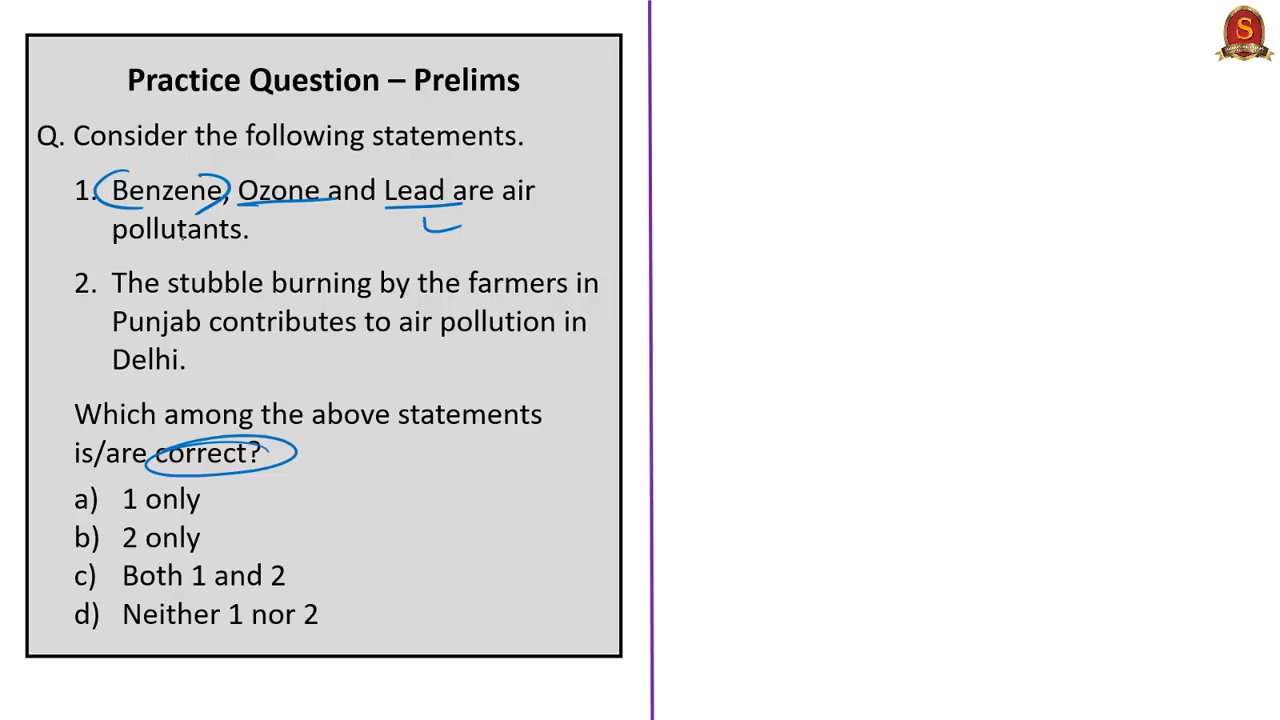 Practice Question – Prelims
Q. Consider the following statements.
1. Benzene, Ozone and Lead are air
pollutants.
2. The stubble burning by the farmers in
Punjab contributes to air pollution in
Delhi.
Which among the above statements
is/are correct?
a) 1 only
b) 2 only
c) Both 1 and 2
d) Neither 1 nor 2
S